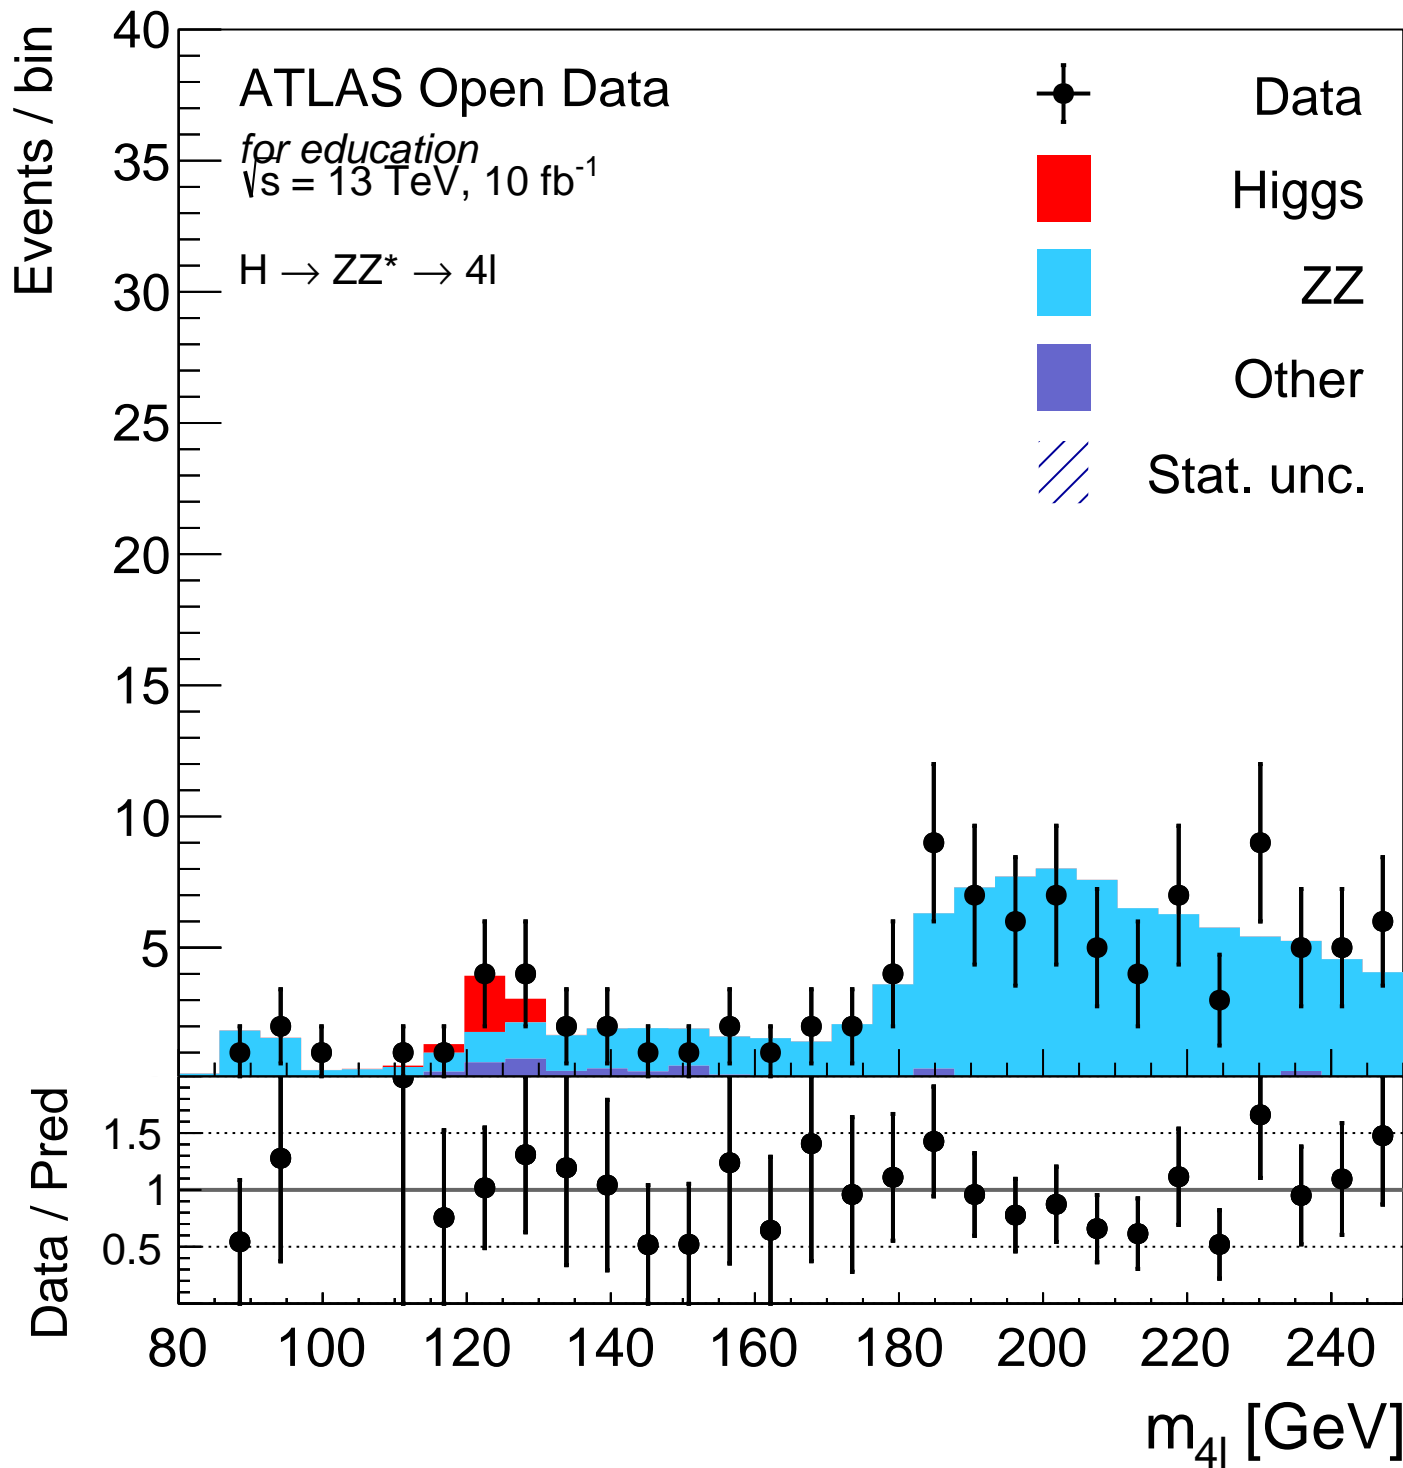 Events / bin
40
35
30
25
20
15
10
5
ATLAS Open Data
for education
√s = 13 TeV, 10 fb⁻¹
H → ZZ* → 4l
Data
Higgs
ZZ
Other
Stat. unc.
Data / Pred
1.5
1
0.5
80 100 120 140 160 180 200 220 240
m₄ₗ [GeV]